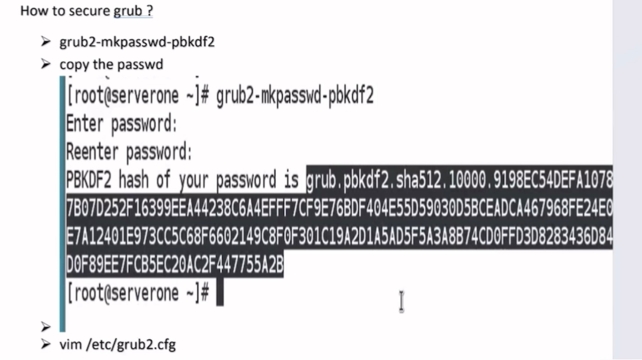 How to secure grub ?
➤ grub2-mkpasswd-pbkdf2
➤ copy the passwd
[root@serverone ~]# grub2-mkpasswd-pbkdf2
Enter password:
Reenter password:
PBKDF2 hash of your password is grub.pbkdf2.sha512.10000.9198EC54DEFA1078
7B07D252F16399EEA44238C6A4EFFF7CF9E76BDF404E55D59030D5BCEADCA467968FE24E0
E7A12401E973CC5C68F6602149C8F0F301C19A2D1A5AD5F5A3A8B74CD0FFD3D8283436D84
D0F89EE7FCB5EC20AC2F447755A2B
[root@serverone ~]#
➤
➤ vim /etc/grub2.cfg